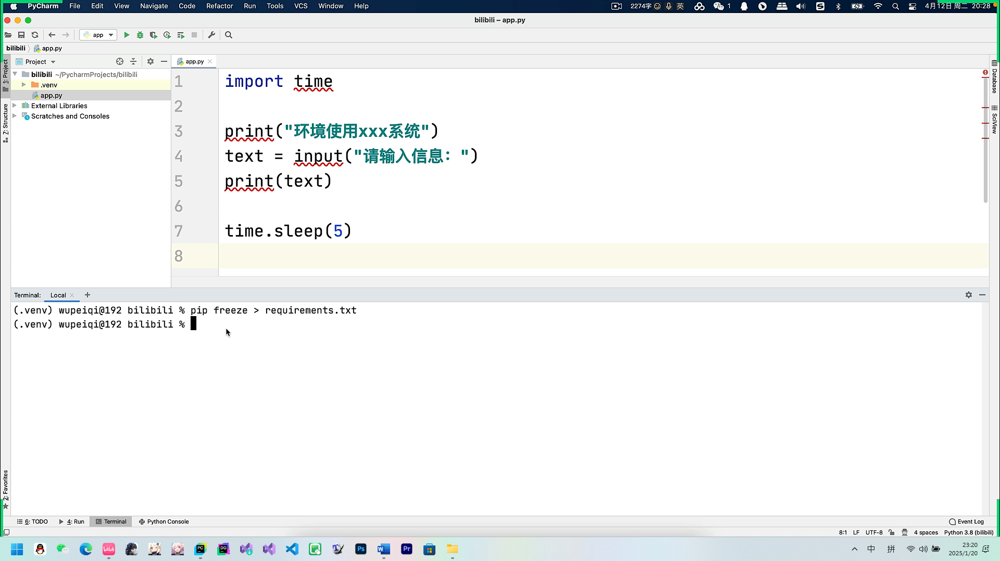 PyCharm File Edit View Navigate Code Refactor Run Tools VCS Window Help 2274字 英 1 4月12日 周二 20:28
bilibili – app.py
app
bilibili app.py
Project
app.py
1: Project
bilibili ~/PycharmProjects/bilibili
.venv
app.py
External Libraries
Scratches and Consoles
Z: Structure
Database
SciView
1 import time
2
3 print("环境使用xxx系统")
4 text = input("请输入信息：")
5 print(text)
6
7 time.sleep(5)
8
Terminal: Local +
(.venv) wupeiqi@192 bilibili % pip freeze > requirements.txt
(.venv) wupeiqi@192 bilibili %
2: Favorites
6: TODO 4: Run Terminal Python Console Event Log
8:1 LF UTF-8 4 spaces Python 3.8 (bilibili)
bilibili PC DG Ps W Pr 中 拼 23:20
2025/1/20